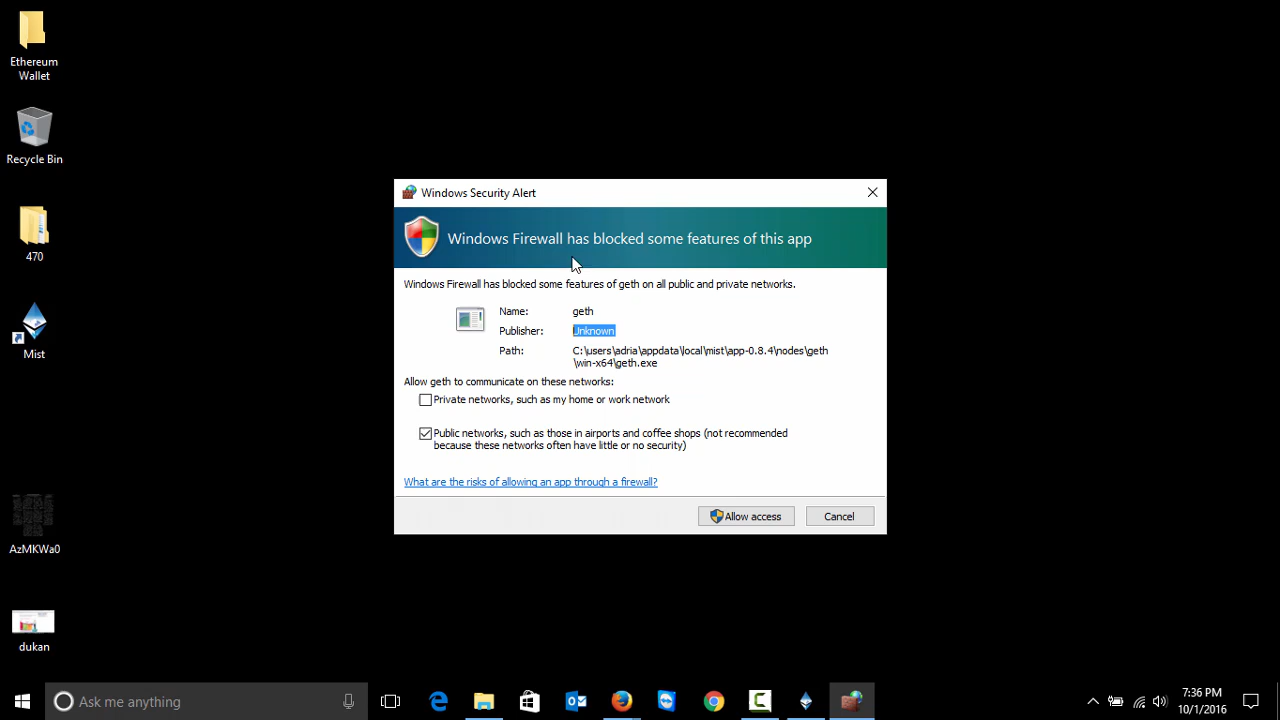 Ethereum
Wallet
Recycle Bin
470
Mist
AzMKWa0
dukan
Windows Security Alert
Windows Firewall has blocked some features of this app
Windows Firewall has blocked some features of geth on all public and private networks.
Name: geth
Publisher: Unknown
Path: C:\users\adria\appdata\local\mist\app-0.8.4\nodes\geth
\win-x64\geth.exe
Allow geth to communicate on these networks:
Private networks, such as my home or work network
Public networks, such as those in airports and coffee shops (not recommended
because these networks often have little or no security)
What are the risks of allowing an app through a firewall?
Allow access Cancel
Ask me anything
7:36 PM
10/1/2016